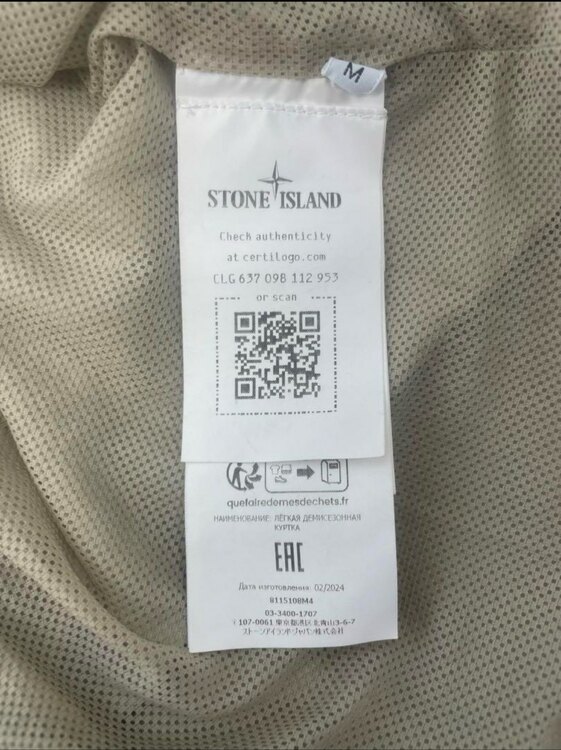 M
STONE ISLAND
Check authenticity
at certilogo.com
CLG 637 098 112 953
or scan
quefairedemesdechets.fr
НАИМЕНОВАНИЕ: ЛЁГКАЯ ДЕМИСЕЗОННАЯ
КУРТКА
EAC
Дата изготовления: 02/2024
8115108M4
03-3400-1707
〒107-0061 東京都港区北青山3-6-7
ストーンアイランドジャパン株式会社